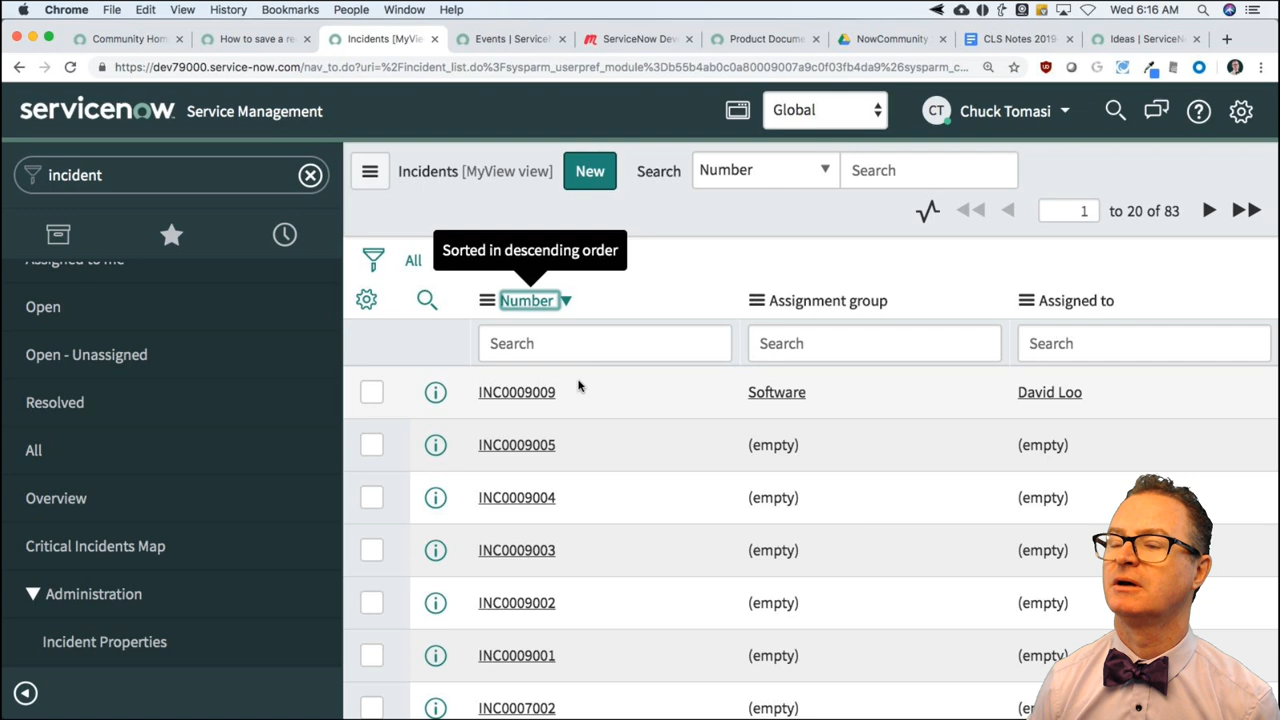 Chrome File Edit View History Bookmarks People Window Help Wed 6:16 AM
Community Hom How to save a re Incidents [MyVie Events | Service ServiceNow Dev Product Docume NowCommunity CLS Notes 2019 Ideas | ServiceN
https://dev79000.service-now.com/nav_to.do?uri=%2Fincident_list.do%3Fsysparm_userpref_module%3Db55b4ab0c0a80009007a9c0f03fb4da9%26sysparm_c...
servicenow Service Management Global CT Chuck Tomasi
incident
Incidents [MyView view] New Search Number Search
1 to 20 of 83
Assigned to me
Open
Open - Unassigned
Resolved
All
Overview
Critical Incidents Map
Administration
Incident Properties
Sorted in descending order
All
Number Assignment group Assigned to
Search Search Search
INC0009009 Software David Loo
INC0009005 (empty) (empty)
INC0009004 (empty) (empty)
INC0009003 (empty) (empty)
INC0009002 (empty) (empty)
INC0009001 (empty) (emp
INC0007002 (empty)